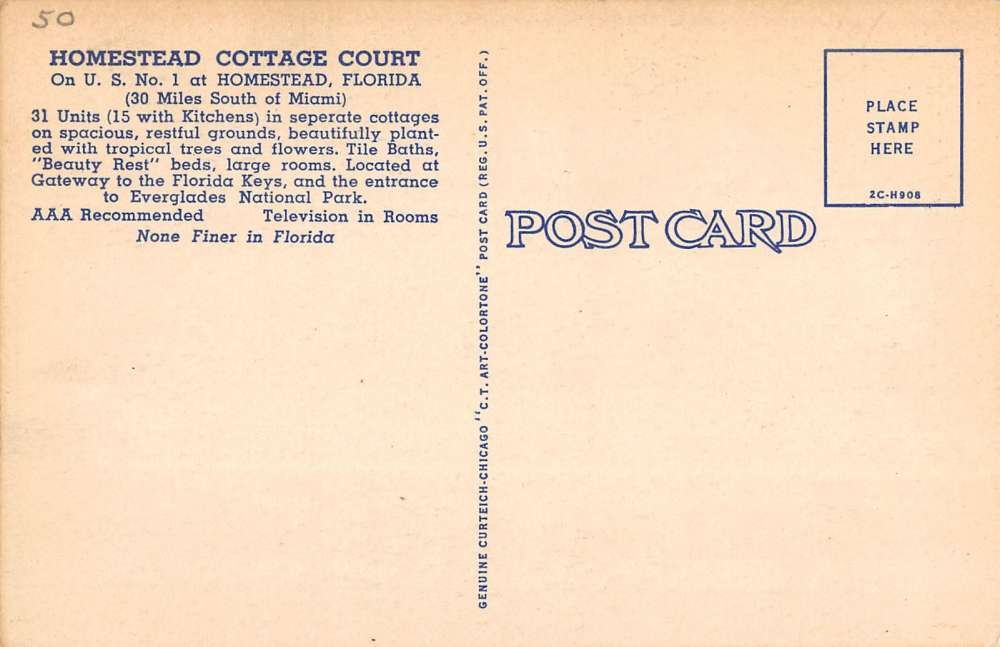 50
HOMESTEAD COTTAGE COURT
On U. S. No. 1 at HOMESTEAD, FLORIDA
(30 Miles South of Miami)
31 Units (15 with Kitchens) in seperate cottages
on spacious, restful grounds, beautifully plant-
ed with tropical trees and flowers. Tile Baths,
"Beauty Rest" beds, large rooms. Located at
Gateway to the Florida Keys, and the entrance
to Everglades National Park.
AAA Recommended Television in Rooms
None Finer in Florida
GENUINE CURTEICH-CHICAGO "C.T. ART-COLORTONE" POST CARD (REG. U.S. PAT. OFF.)
POST CARD
PLACE
STAMP
HERE
2C-H908